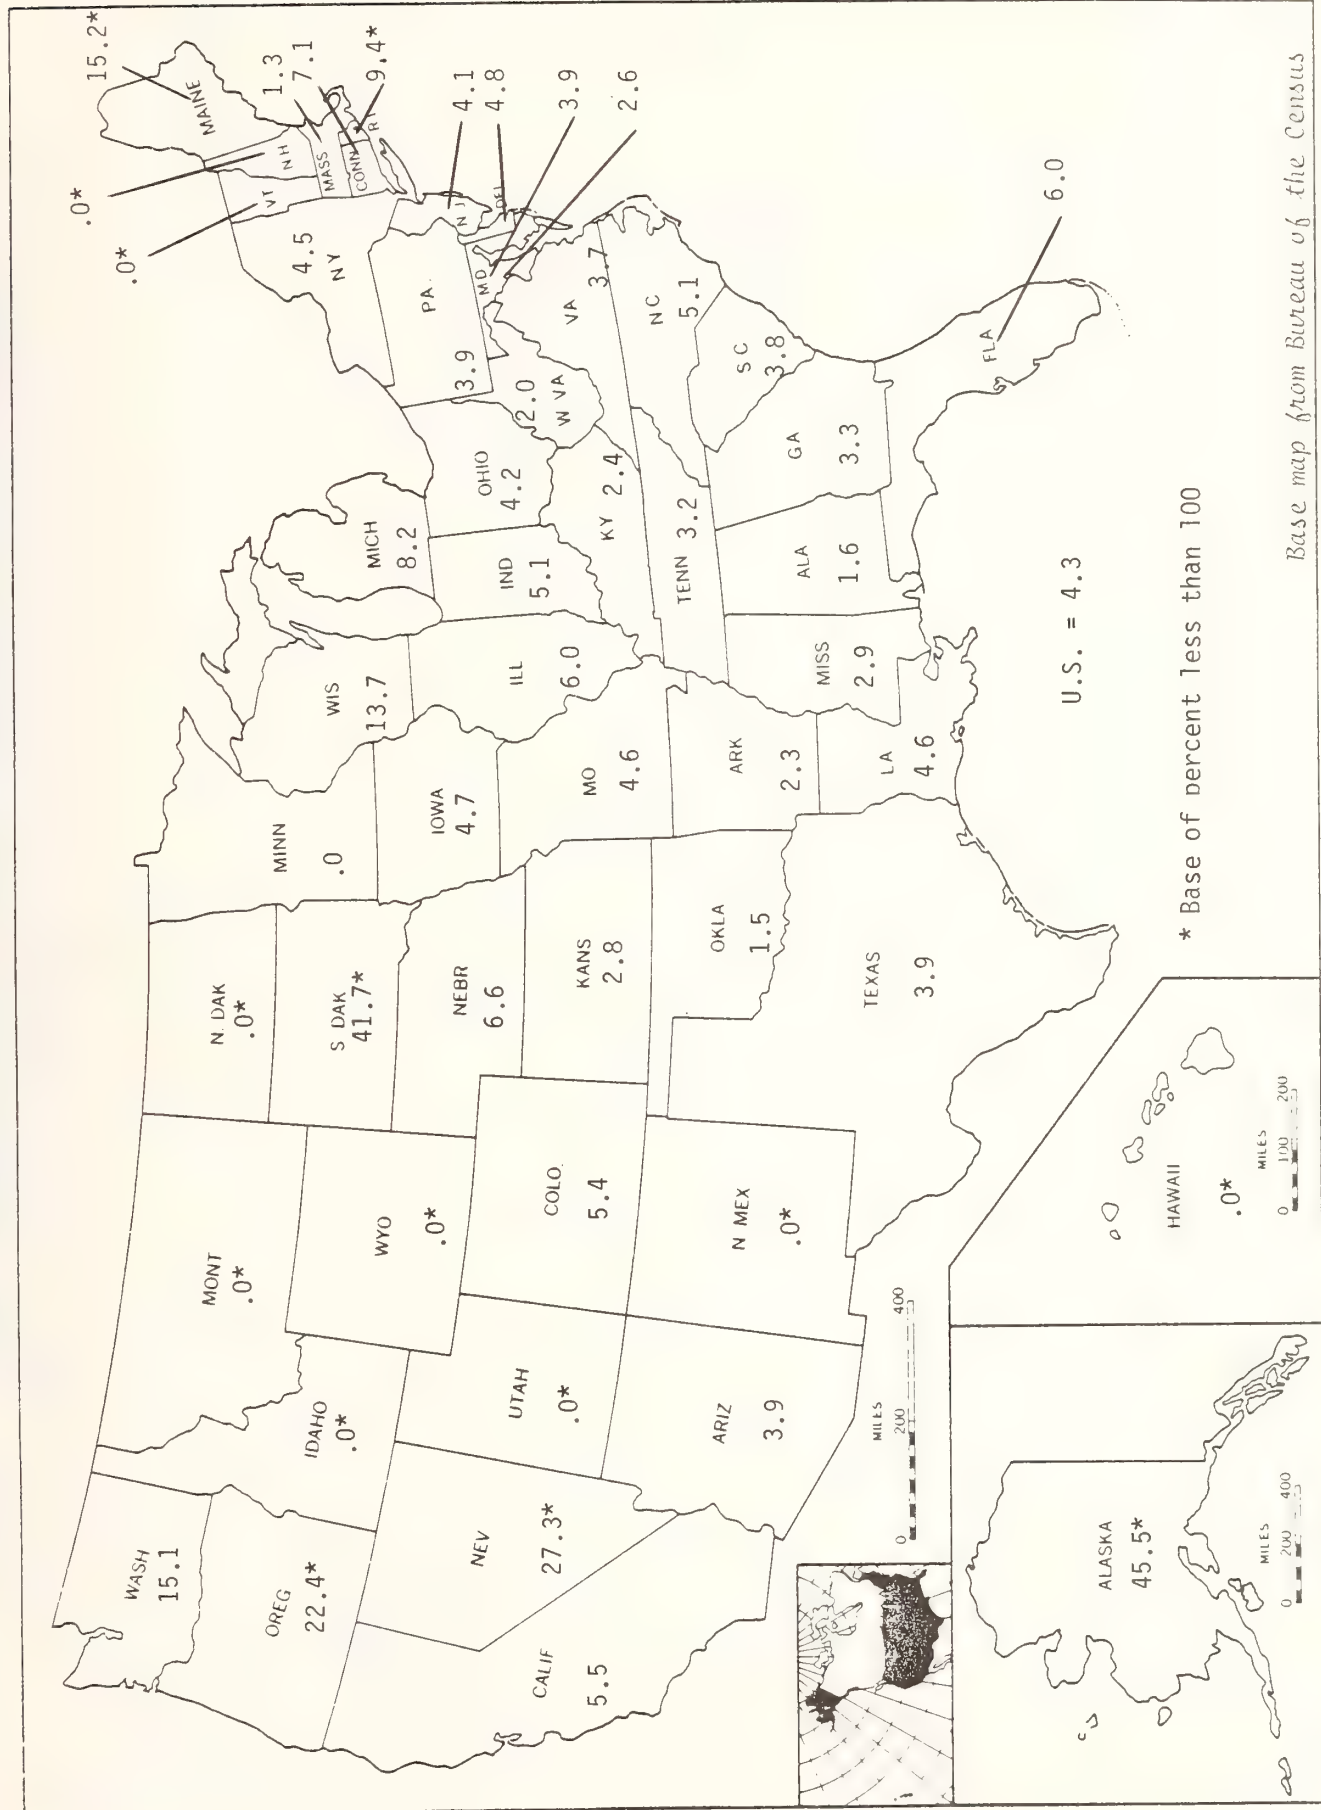 WASH
15.1
OREG
22.4*
CALIF
5.5
NEV
27.3*
IDAHO
.0*
MONT
.0*
WYO
.0*
UTAH
.0*
ARIZ
3.9
COLO.
5.4
N MEX
.0*
N. DAK
.0*
S DAK
41.7*
NEBR
6.6
KANS
2.8
OKLA
1.5
TEXAS
3.9
MINN
.0
IOWA
4.7
MO
4.6
ARK
2.3
LA
4.6
WIS
13.7
ILL
6.0
MICH
8.2
IND
5.1
OHIO
4.2
KY 2.4
TENN 3.2
MISS
2.9
ALA
1.6
GA
3.3
FLA
6.0
S C
3.8
NC
5.1
VA
3.7
2.0
W VA
PA.
3.9
4.5
NY
VT
.0*
NH
.0*
MAINE
15.2*
MASS
1.3
CONN
7.1
R I
9.4*
N J
4.1
DEL
4.8
MD
3.9
2.6
ALASKA
45.5*
MILES
0 200 400
HAWAII
.0*
MILES
0 100 200
MILES
0 200 400
U.S. = 4.3
* Base of percent less than 100
Base map from Bureau of the Census